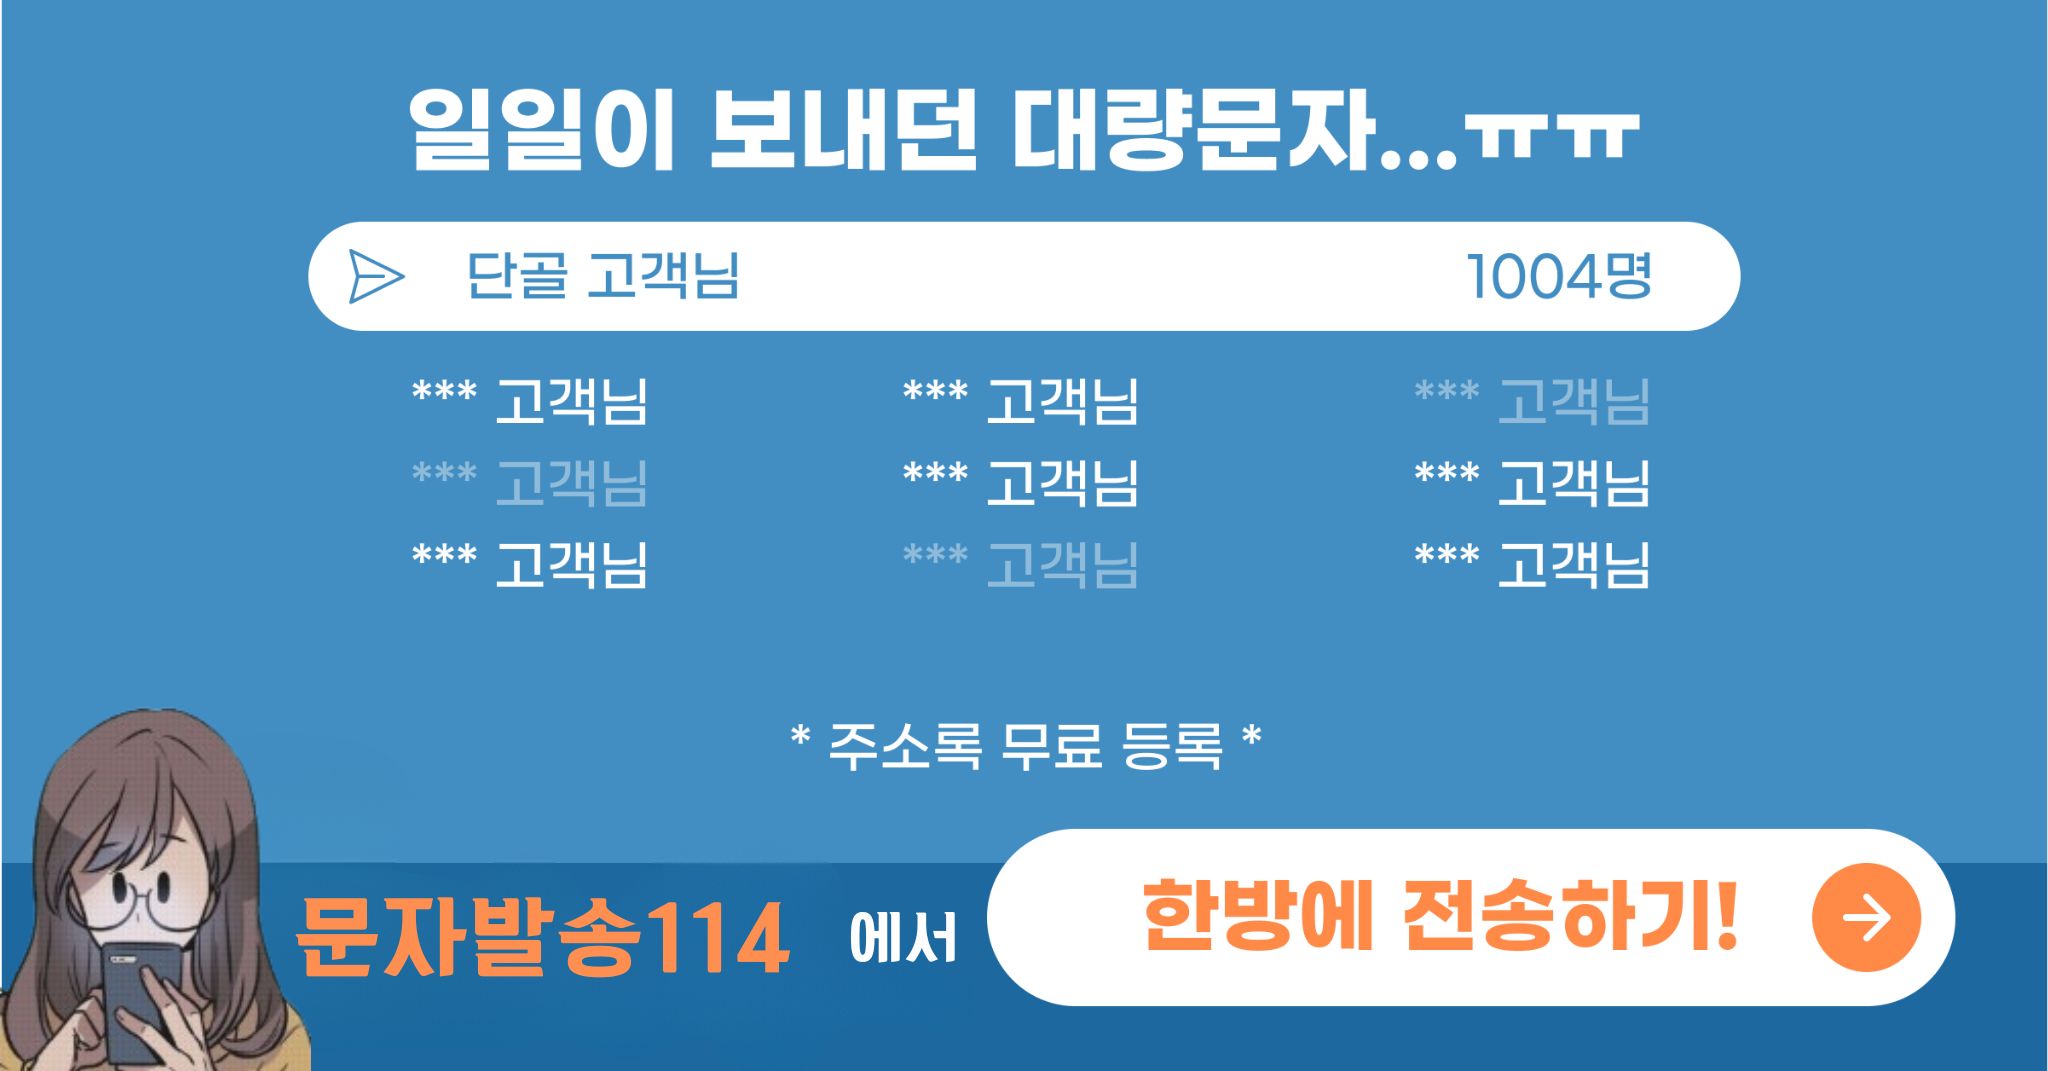 일일이 보내던 대량문자...ㅠㅠ
단골 고객님 1004명
*** 고객님 *** 고객님 *** 고객님
*** 고객님 *** 고객님 *** 고객님
*** 고객님 *** 고객님 *** 고객님
* 주소록 무료 등록 *
문자발송114 에서 한방에 전송하기!